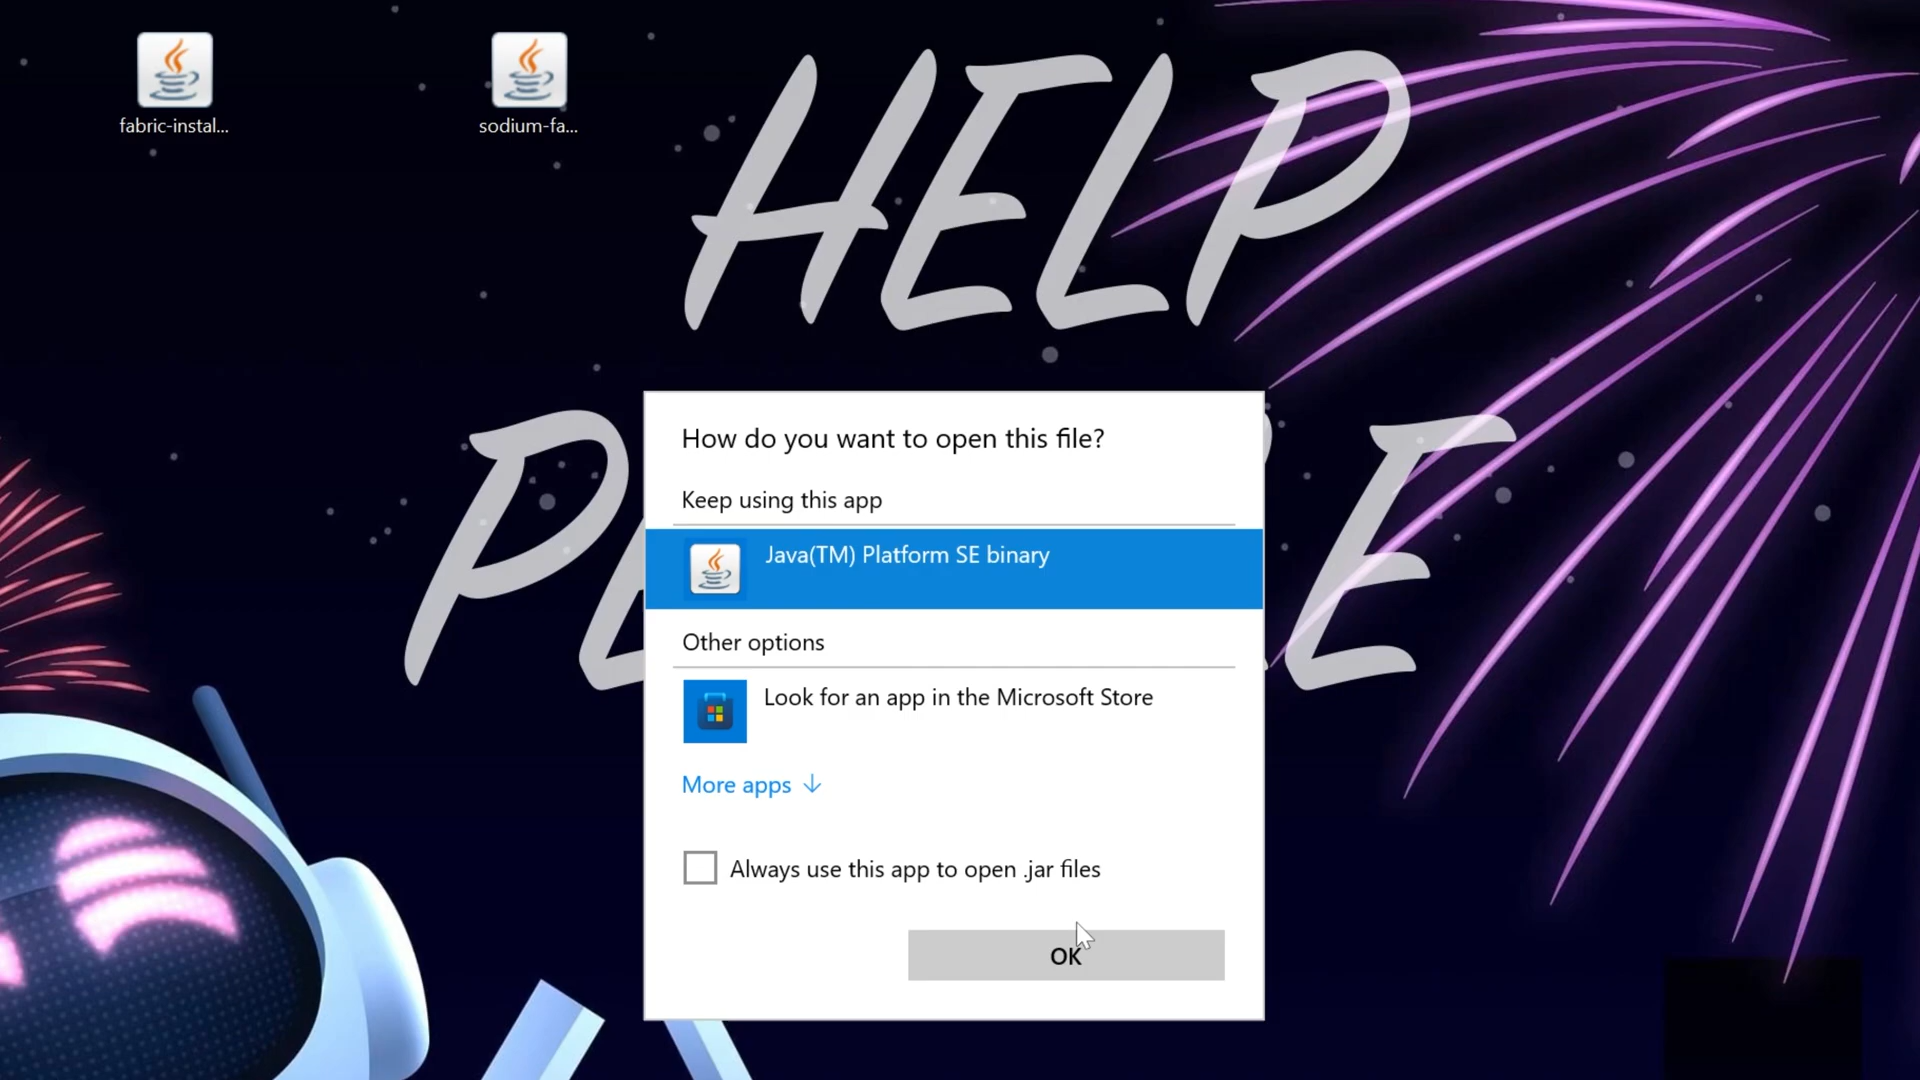 fabric-instal...
sodium-fa...
HELP
How do you want to open this file?
Keep using this app
Java(TM) Platform SE binary
Other options
Look for an app in the Microsoft Store
More apps
Always use this app to open .jar files
OK